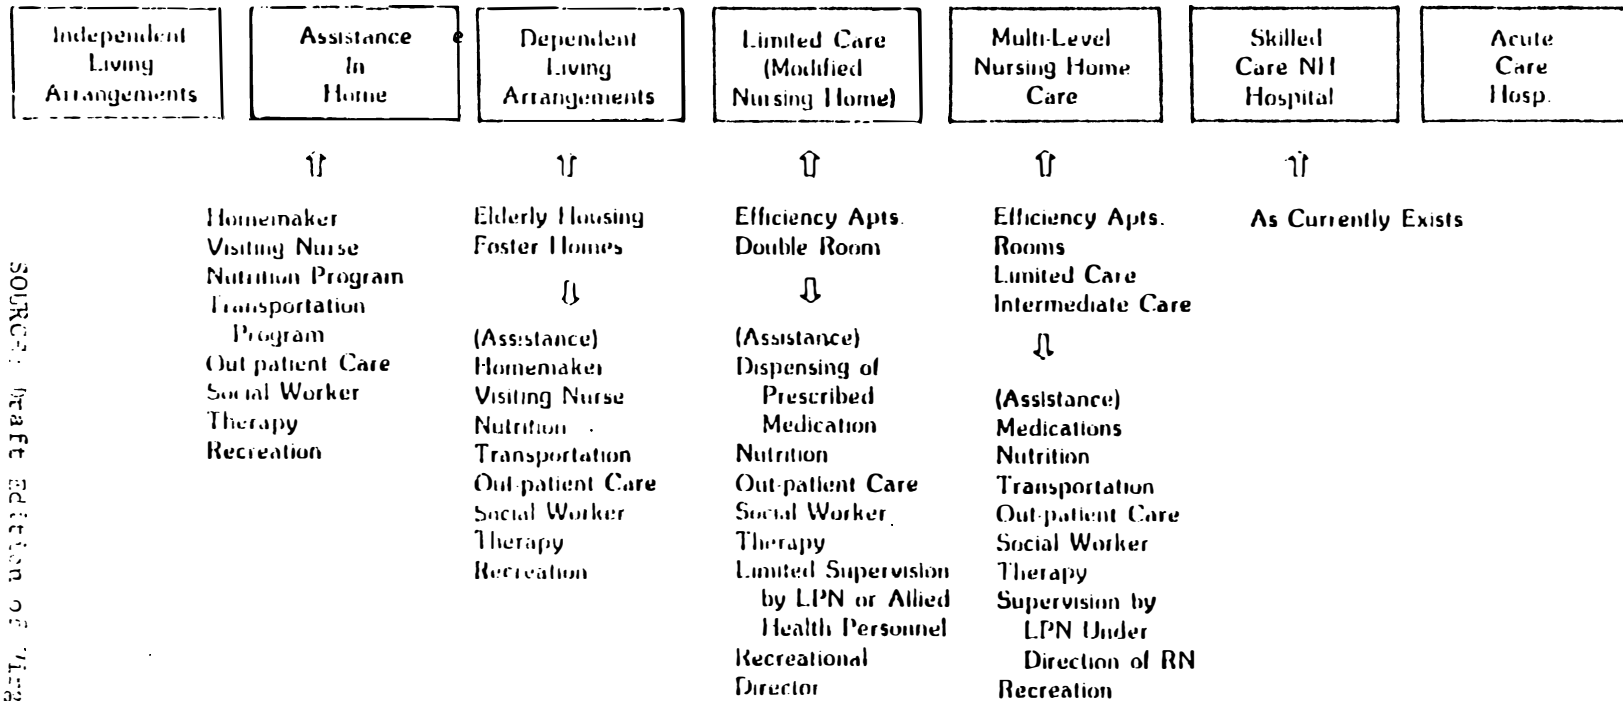 Independent
Living
Arrangements
Assistance
In
Home
Dependent
Living
Arrangements
Limited Care
(Modified
Nursing Home)
Multi-Level
Nursing Home
Care
Skilled
Care NH
Hospital
Acute
Care
Hosp.
Homemaker
Visiting Nurse
Nutrition Program
Transportation
Program
Out-patient Care
Social Worker
Therapy
Recreation
Elderly Housing
Foster Homes
(Assistance)
Homemaker
Visiting Nurse
Nutrition
Transportation
Out-patient Care
Social Worker
Therapy
Recreation
Efficiency Apts.
Double Room
(Assistance)
Dispensing of
Prescribed
Medication
Nutrition
Out-patient Care
Social Worker
Therapy
Limited Supervision
by LPN or Allied
Health Personnel
Recreational
Director
Efficiency Apts.
Rooms
Limited Care
Intermediate Care
(Assistance)
Medications
Nutrition
Transportation
Out-patient Care
Social Worker
Therapy
Supervision by
LPN Under
Direction of RN
Recreation
As Currently Exists
SOURCE: Draft Edition of